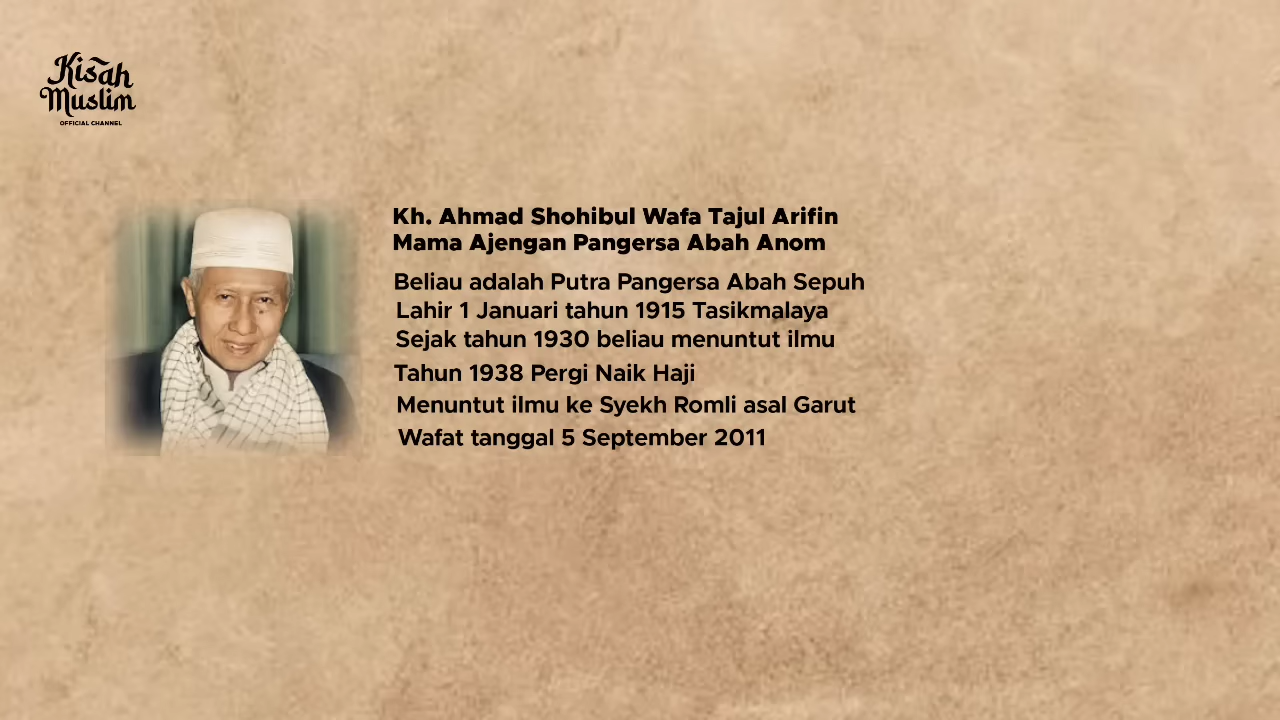 Kisah
Muslim
OFFICIAL CHANNEL
Kh. Ahmad Shohibul Wafa Tajul Arifin
Mama Ajengan Pangersa Abah Anom
Beliau adalah Putra Pangersa Abah Sepuh
Lahir 1 Januari tahun 1915 Tasikmalaya
Sejak tahun 1930 beliau menuntut ilmu
Tahun 1938 Pergi Naik Haji
Menuntut ilmu ke Syekh Romli asal Garut
Wafat tanggal 5 September 2011